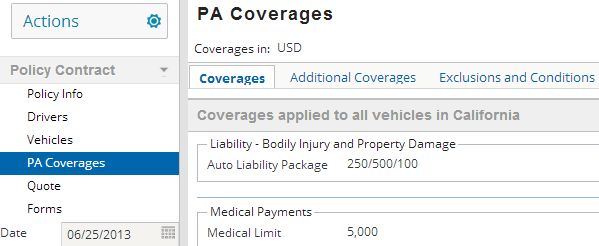 Actions
Policy Contract
Policy Info
Drivers
Vehicles
PA Coverages
Quote
Forms
Date 06/25/2013
PA Coverages
Coverages in: USD
Coverages Additional Coverages Exclusions and Conditions
Coverages applied to all vehicles in California
Liability - Bodily Injury and Property Damage
Auto Liability Package 250/500/100
Medical Payments
Medical Limit 5,000